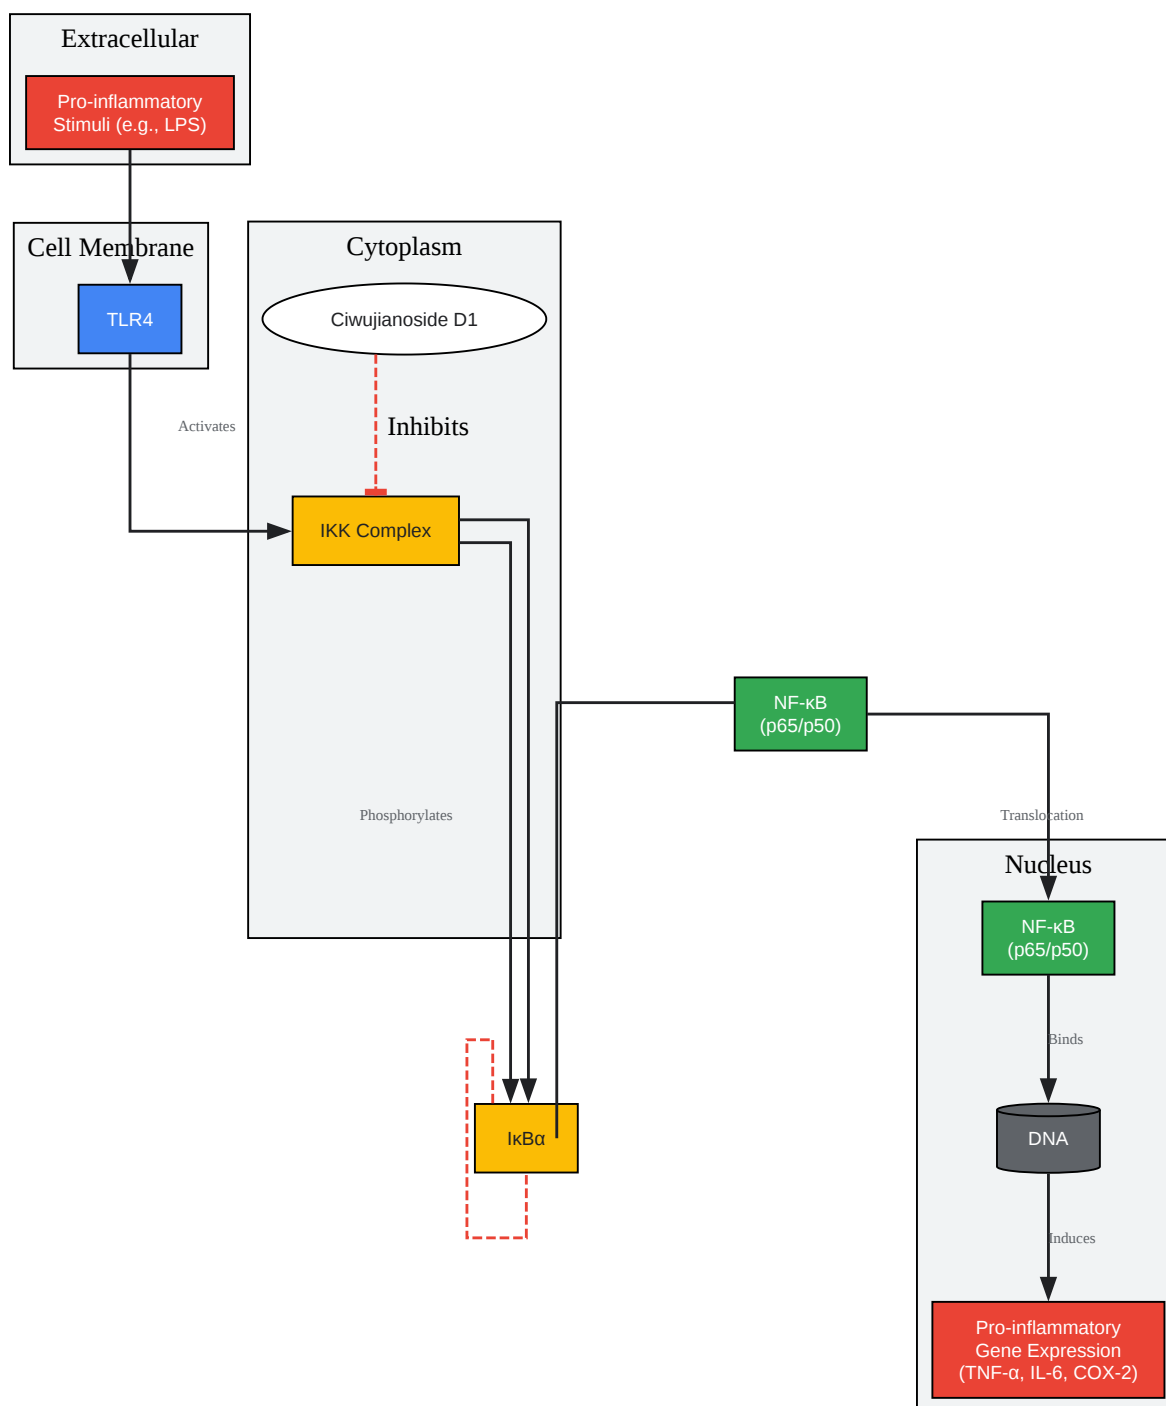 Extracellular
Pro-inflammatory
Stimuli (e.g., LPS)
Cell Membrane
TLR4
Activates
Cytoplasm
Ciwujianoside D1
Inhibits
IKK Complex
Phosphorylates
NF-κB
(p65/p50)
Translocation
Nucleus
NF-κB
(p65/p50)
Binds
IκBα
DNA
Induces
Pro-inflammatory
Gene Expression
(TNF-α, IL-6, COX-2)